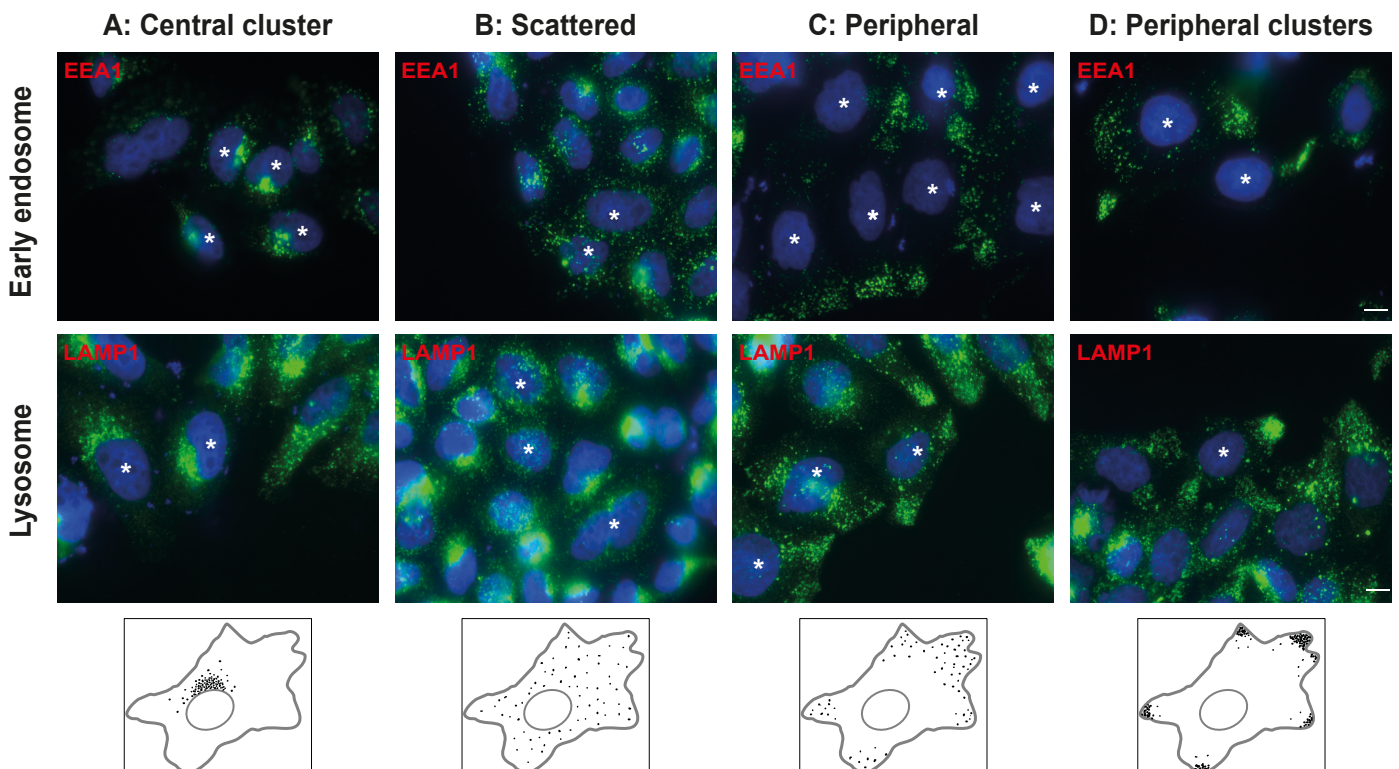 A: Central cluster
B: Scattered
C: Peripheral
D: Peripheral clusters
Early endosome
EEA1
EEA1
EEA1
EEA1
* * * *
* *
* * * * * * *
* *
Lysosome
LAMP1
LAMP1
LAMP1
LAMP1
* *
* * *
* * *
*